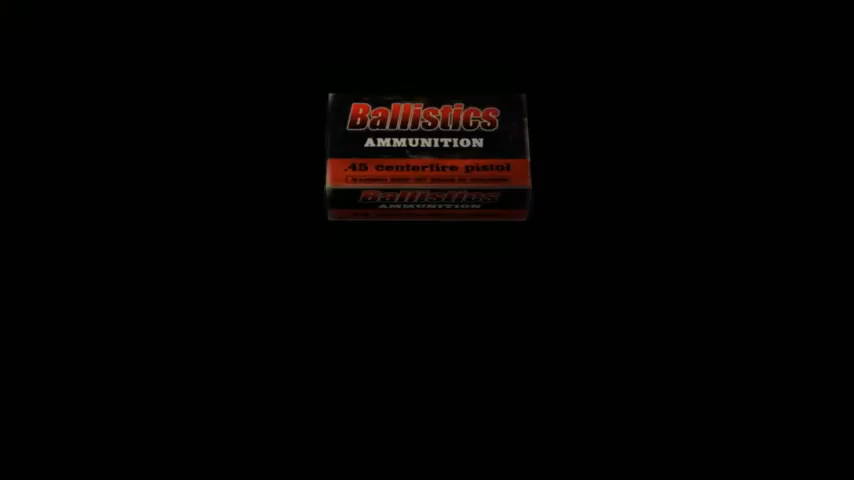 Ballistics
AMMUNITION
.45 centerfire pistol
Ballistics
AMMUNITION